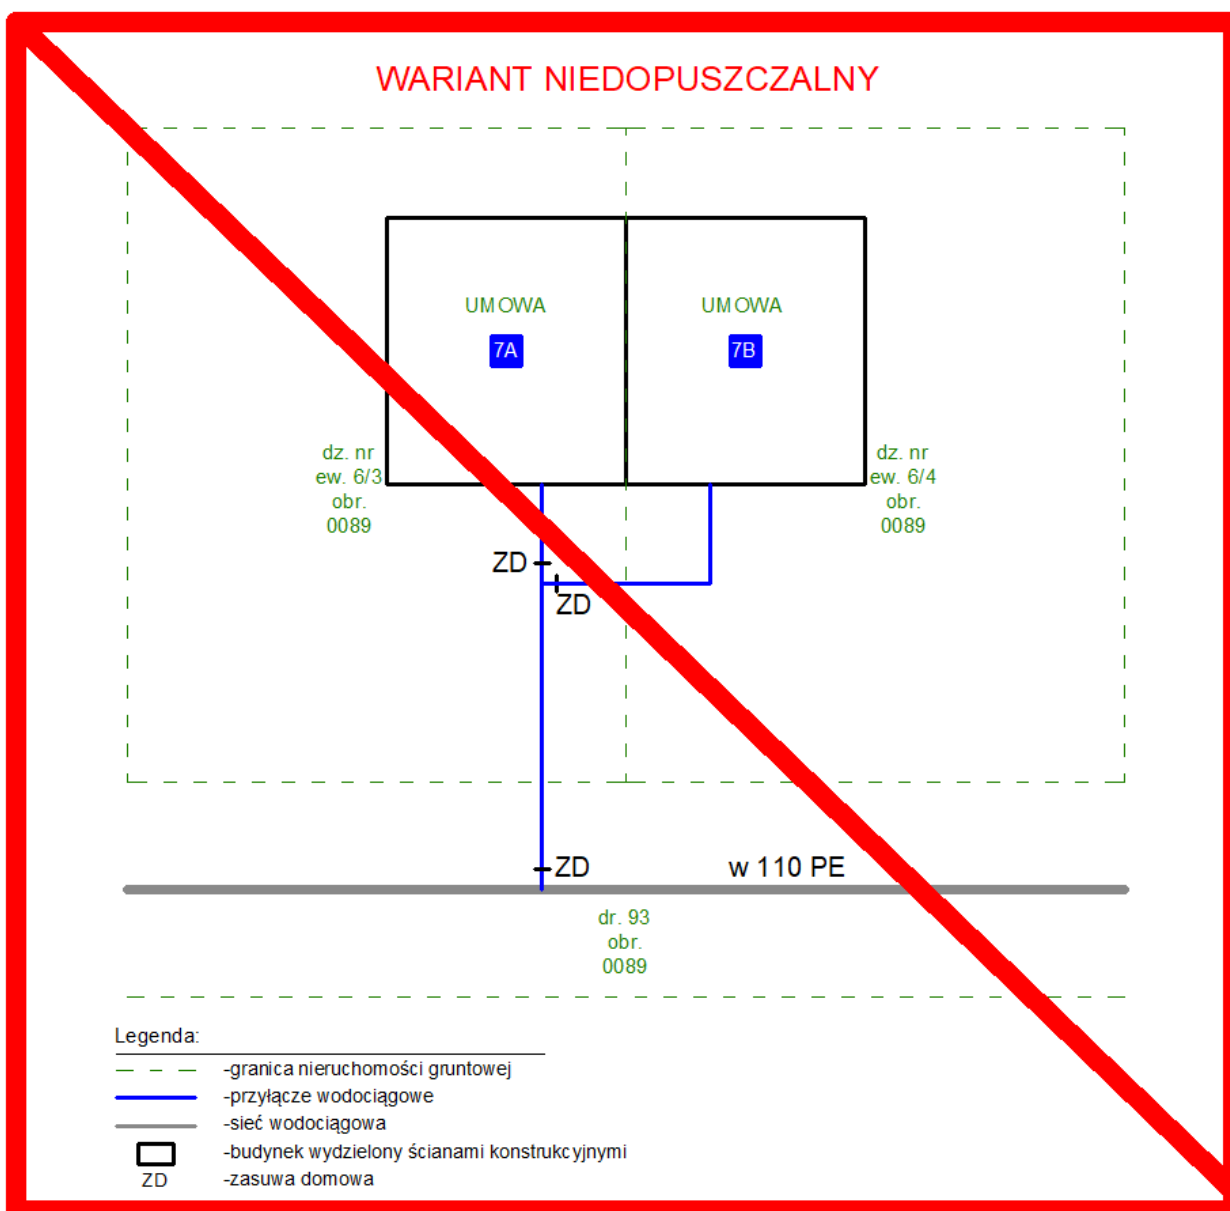 WARIANT NIEDOPUSZCZALNY
UMOWA
7A
UMOWA
7B
dz. nr
ew. 6/3
obr.
0089
dz. nr
ew. 6/4
obr.
0089
ZD
ZD
ZD
w 110 PE
dr. 93
obr.
0089
Legenda:
-granica nieruchomości gruntowej
-przyłącze wodociągowe
-sieć wodociągowa
-budynek wydzielony ścianami konstrukcyjnymi
ZD -zasuwa domowa